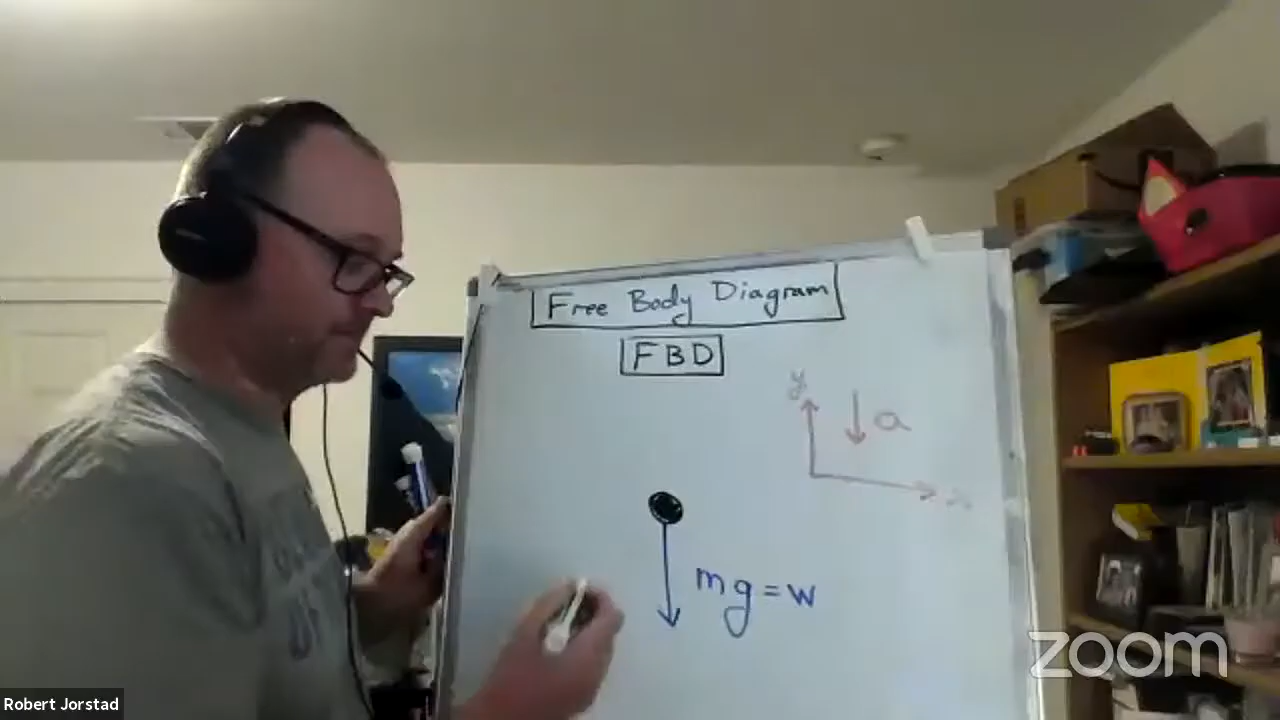 Free Body Diagram
FBD
y
a
x
mg = w
zoom
Robert Jorstad